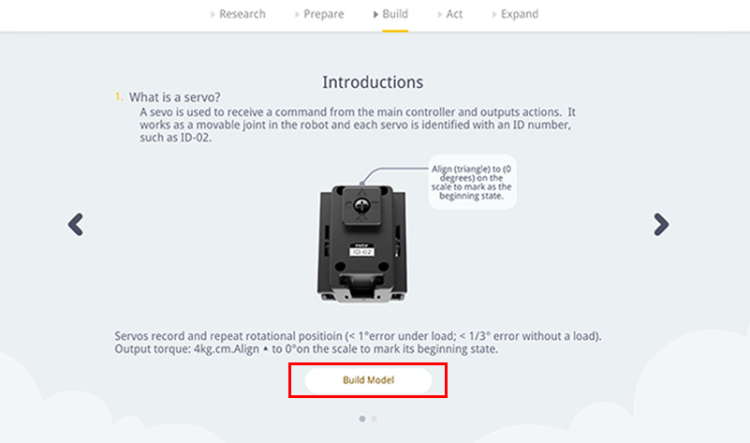 Research Prepare Build Act Expand
Introductions
1. What is a servo?
A sevo is used to receive a command from the main controller and outputs actions. It
works as a movable joint in the robot and each servo is identified with an ID number,
such as ID-02.
Align (triangle) to (0
degrees) on the
scale to mark as the
beginning state.
ID-02
Servos record and repeat rotational positioin (< 1°error under load; < 1/3° error without a load).
Output torque: 4kg.cm.Align ▲ to 0°on the scale to mark its beginning state.
Build Model